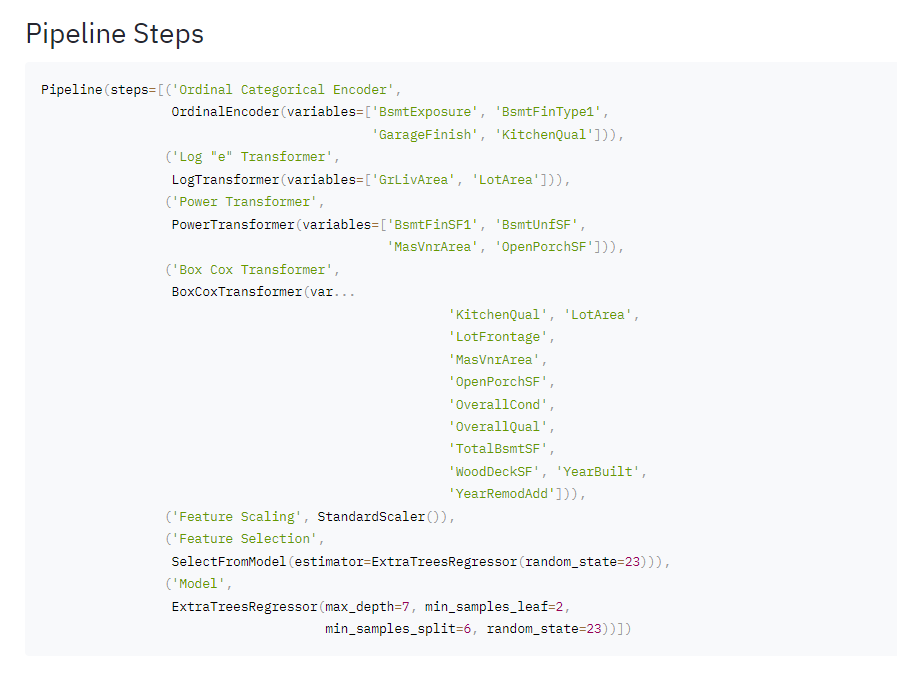 Pipeline Steps
Pipeline(steps=[('Ordinal Categorical Encoder',
OrdinalEncoder(variables=['BsmtExposure', 'BsmtFinType1',
'GarageFinish', 'KitchenQual'])),
('Log "e" Transformer',
LogTransformer(variables=['GrLivArea', 'LotArea'])),
('Power Transformer',
PowerTransformer(variables=['BsmtFinSF1', 'BsmtUnfSF',
'MasVnrArea', 'OpenPorchSF'])),
('Box Cox Transformer',
BoxCoxTransformer(var...
'KitchenQual', 'LotArea',
'LotFrontage',
'MasVnrArea',
'OpenPorchSF',
'OverallCond',
'OverallQual',
'TotalBsmtSF',
'WoodDeckSF', 'YearBuilt',
'YearRemodAdd'])),
('Feature Scaling', StandardScaler()),
('Feature Selection',
SelectFromModel(estimator=ExtraTreesRegressor(random_state=23))),
('Model',
ExtraTreesRegressor(max_depth=7, min_samples_leaf=2,
min_samples_split=6, random_state=23))])